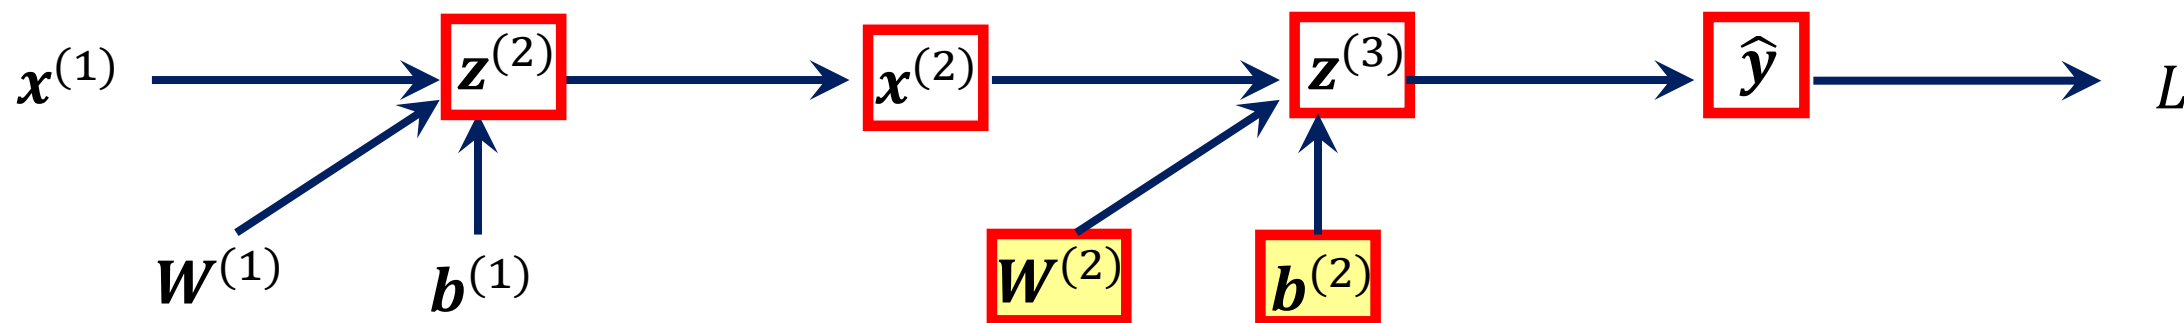 x^(1) z^(2) x^(2) z^(3) ŷ L
W^(1) b^(1) W^(2) b^(2)